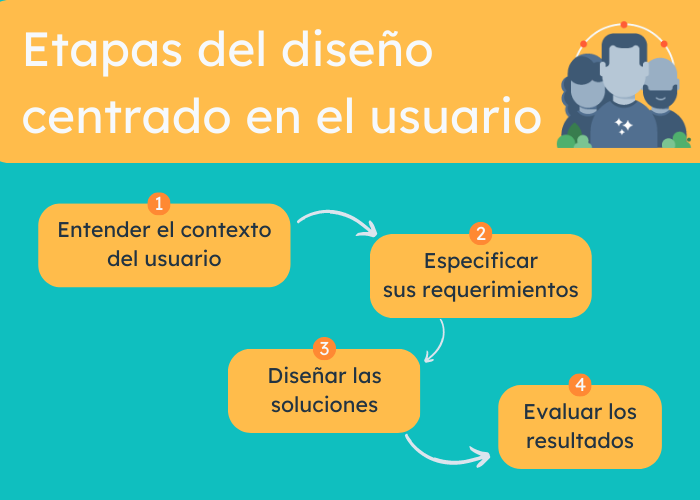 Etapas del diseño
centrado en el usuario
1
Entender el contexto
del usuario
2
Especificar
sus requerimientos
3
Diseñar las
soluciones
4
Evaluar los
resultados